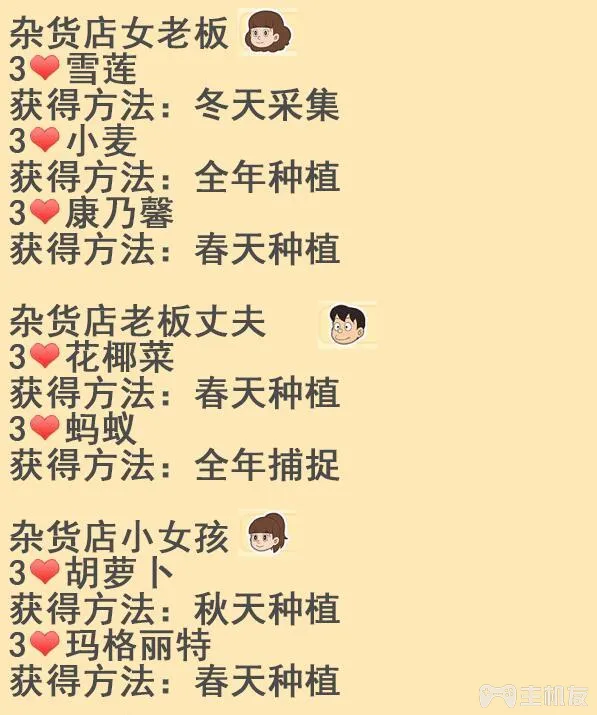 杂货店女老板
3❤雪莲
获得方法：冬天采集
3❤小麦
获得方法：全年种植
3❤康乃馨
获得方法：春天种植
杂货店老板丈夫
3❤花椰菜
获得方法：春天种植
3❤蚂蚁
获得方法：全年捕捉
杂货店小女孩
3❤胡萝卜
获得方法：秋天种植
3❤玛格丽特
获得方法：春天种植
主机友